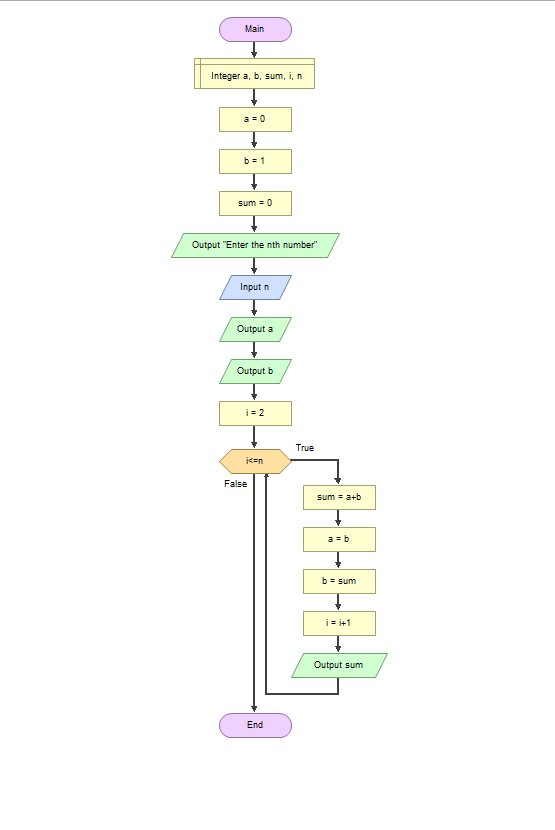 Main
Integer a, b, sum, i, n
a = 0
b = 1
sum = 0
Output "Enter the nth number"
Input n
Output a
Output b
i = 2
i<=n
True
False
sum = a+b
a = b
b = sum
i = i+1
Output sum
End